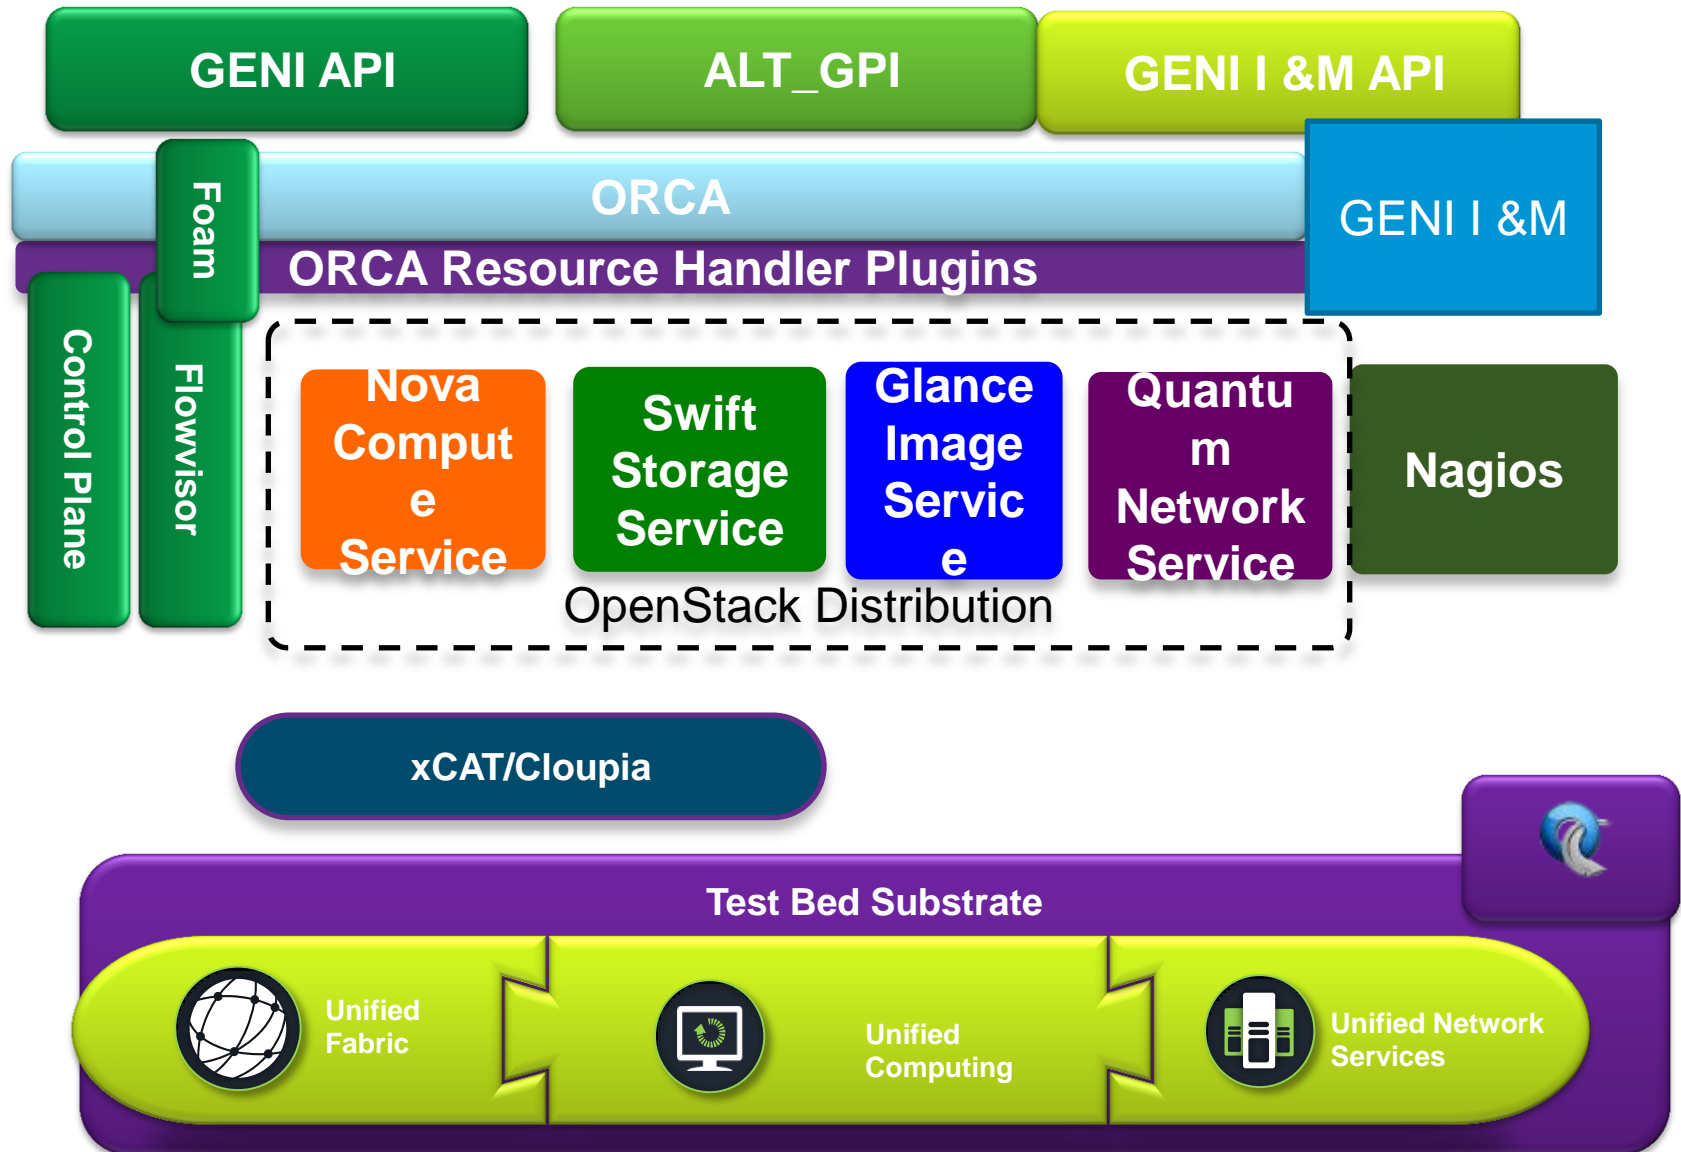 GENI API
ALT_GPI
GENI I &M API
Foam
ORCA
GENI I &M
ORCA Resource Handler Plugins
Control Plane
Flowvisor
Nova
Comput
e
Service
Swift
Storage
Service
Glance
Image
Servic
e
Quantu
m
Network
Service
Nagios
OpenStack Distribution
xCAT/Cloupia
Test Bed Substrate
Unified
Fabric
Unified
Computing
Unified Network
Services